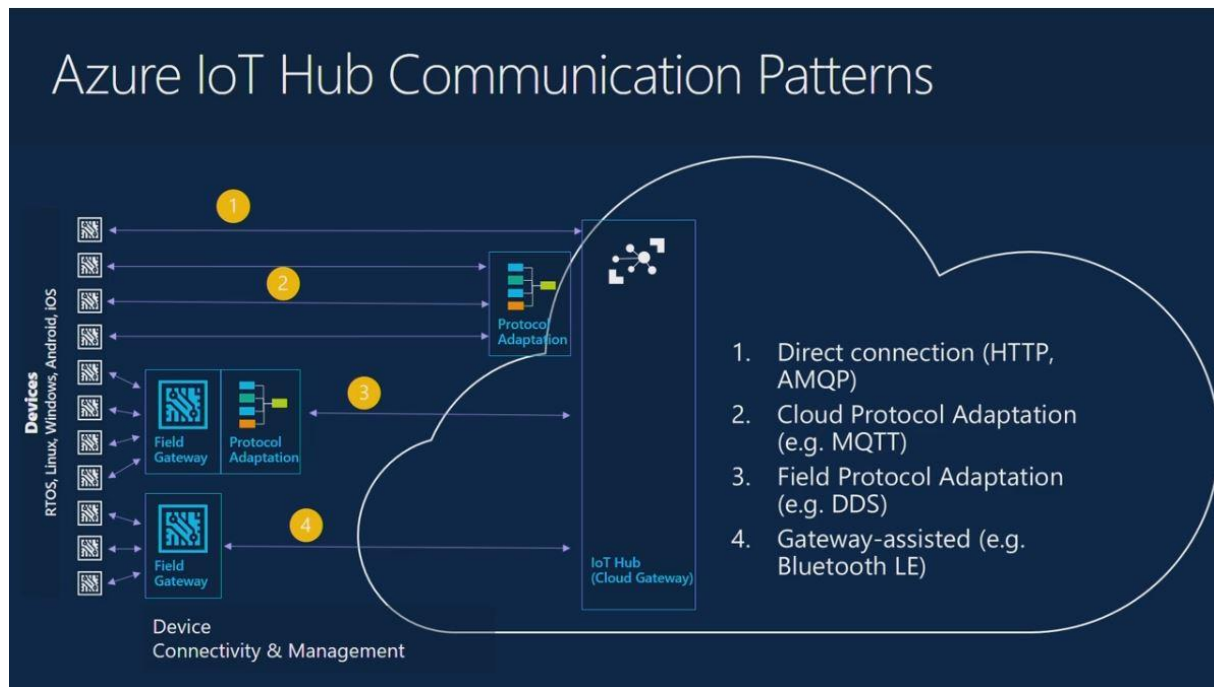 Azure IoT Hub Communication Patterns
1
2
3
4
Devices
RTOS, Linux, Windows, Android, iOS
Protocol
Adaptation
Field
Gateway
Protocol
Adaptation
Field
Gateway
IoT Hub
(Cloud Gateway)
1. Direct connection (HTTP,
AMQP)
2. Cloud Protocol Adaptation
(e.g. MQTT)
3. Field Protocol Adaptation
(e.g. DDS)
4. Gateway-assisted (e.g.
Bluetooth LE)
Device
Connectivity & Management